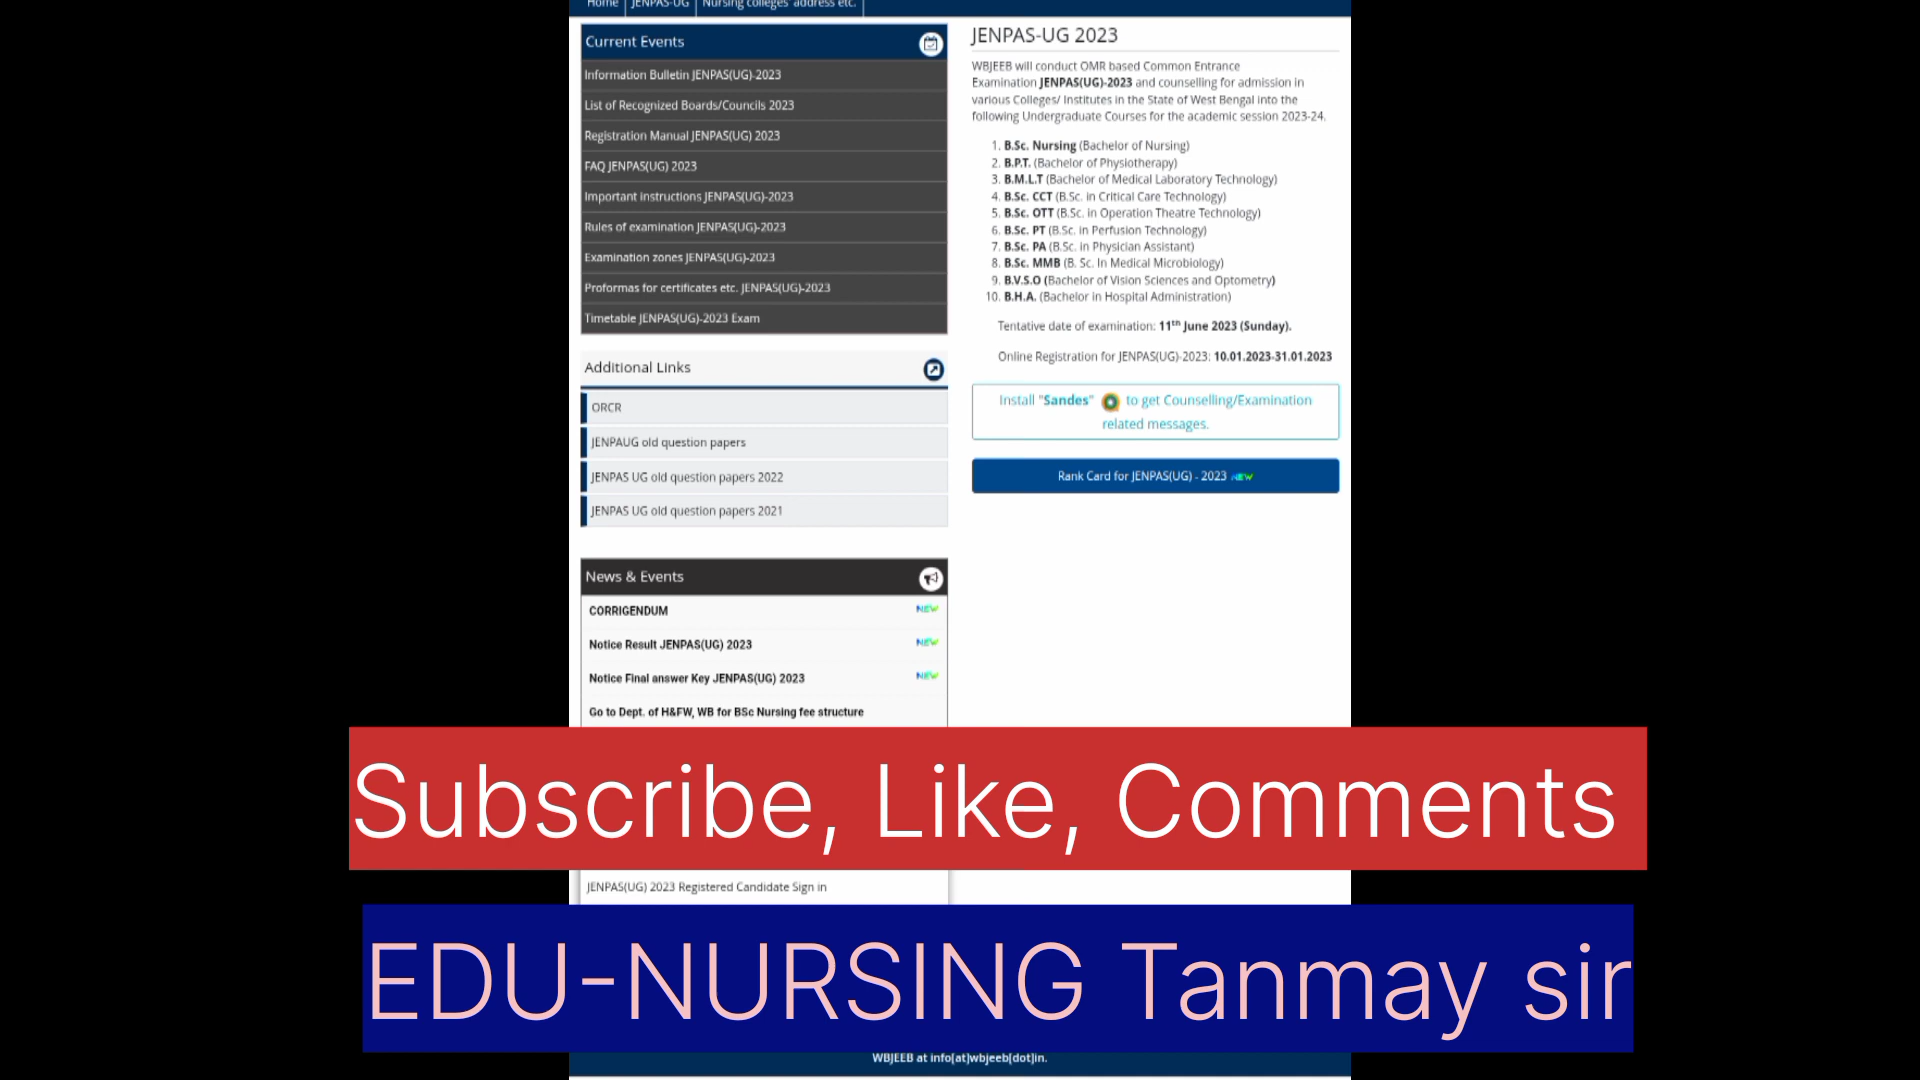 Home
JENPAS-UG
Nursing colleges' address etc.
Current Events
Information Bulletin JENPAS(UG)-2023
List of Recognized Boards/Councils 2023
Registration Manual JENPAS(UG) 2023
FAQ JENPAS(UG) 2023
Important instructions JENPAS(UG)-2023
Rules of examination JENPAS(UG)-2023
Examination zones JENPAS(UG)-2023
Proformas for certificates etc. JENPAS(UG)-2023
Timetable JENPAS(UG)-2023 Exam
Additional Links
ORCR
JENPAUG old question papers
JENPAS UG old question papers 2022
JENPAS UG old question papers 2021
News & Events
CORRIGENDUM NEW
Notice Result JENPAS(UG) 2023 NEW
Notice Final answer Key JENPAS(UG) 2023 NEW
Go to Dept. of H&FW, WB for BSc Nursing fee structure
JENPAS-UG 2023
WBJEEB will conduct OMR based Common Entrance
Examination JENPAS(UG)-2023 and counselling for admission in
various Colleges/ Institutes in the State of West Bengal into the
following Undergraduate Courses for the academic session 2023-24.
1. B.Sc. Nursing (Bachelor of Nursing)
2. B.P.T. (Bachelor of Physiotherapy)
3. B.M.L.T (Bachelor of Medical Laboratory Technology)
4. B.Sc. CCT (B.Sc. in Critical Care Technology)
5. B.Sc. OTT (B.Sc. in Operation Theatre Technology)
6. B.Sc. PT (B.Sc. in Perfusion Technology)
7. B.Sc. PA (B.Sc. in Physician Assistant)
8. B.Sc. MMB (B. Sc. In Medical Microbiology)
9. B.V.S.O (Bachelor of Vision Sciences and Optometry)
10. B.H.A. (Bachelor in Hospital Administration)
Tentative date of examination: 11th June 2023 (Sunday).
Online Registration for JENPAS(UG)-2023: 10.01.2023-31.01.2023
Install "Sandes" to get Counselling/Examination
related messages.
Rank Card for JENPAS(UG) - 2023 NEW
Subscribe, Like, Comments
JENPAS(UG) 2023 Registered Candidate Sign in
EDU-NURSING Tanmay sir
WBJEEB at info[at]wbjeeb[dot]in.